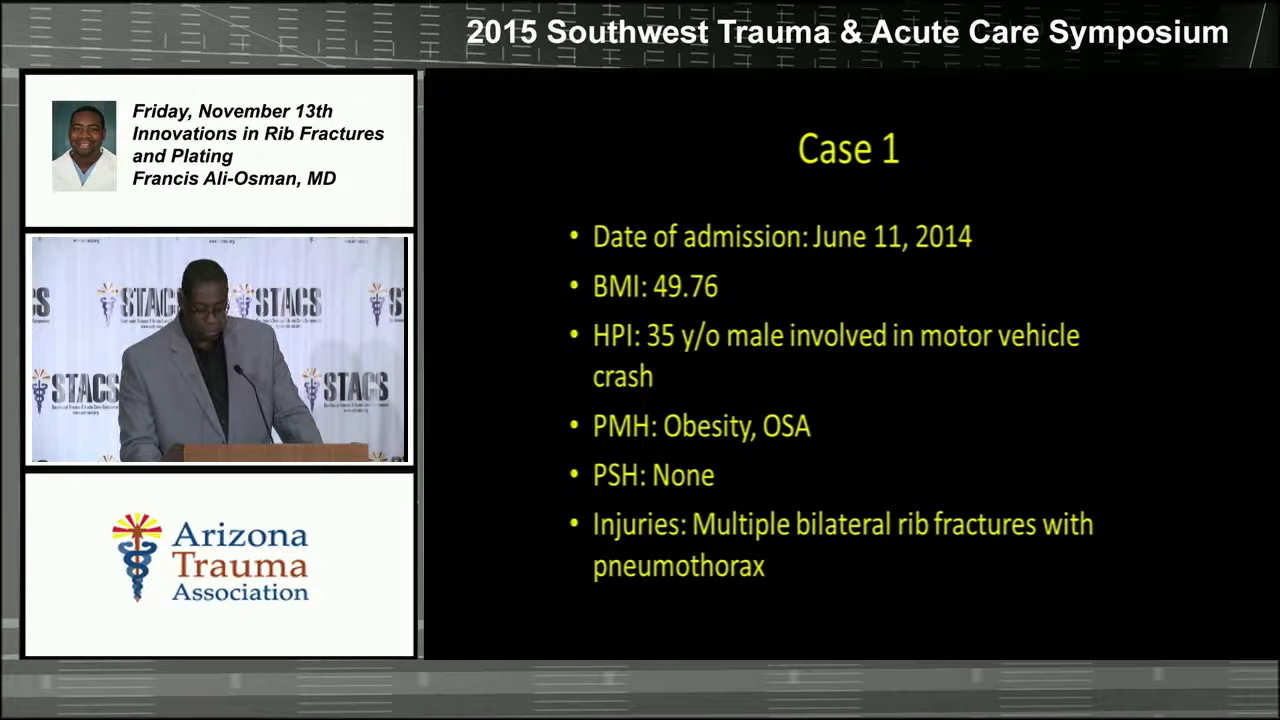 2015 Southwest Trauma & Acute Care Symposium
Friday, November 13th
Innovations in Rib Fractures
and Plating
Francis Ali-Osman, MD
STACS
STACS
STACS
STACS
Arizona
Trauma
Association
Case 1
• Date of admission: June 11, 2014
• BMI: 49.76
• HPI: 35 y/o male involved in motor vehicle
crash
• PMH: Obesity, OSA
• PSH: None
• Injuries: Multiple bilateral rib fractures with
pneumothorax